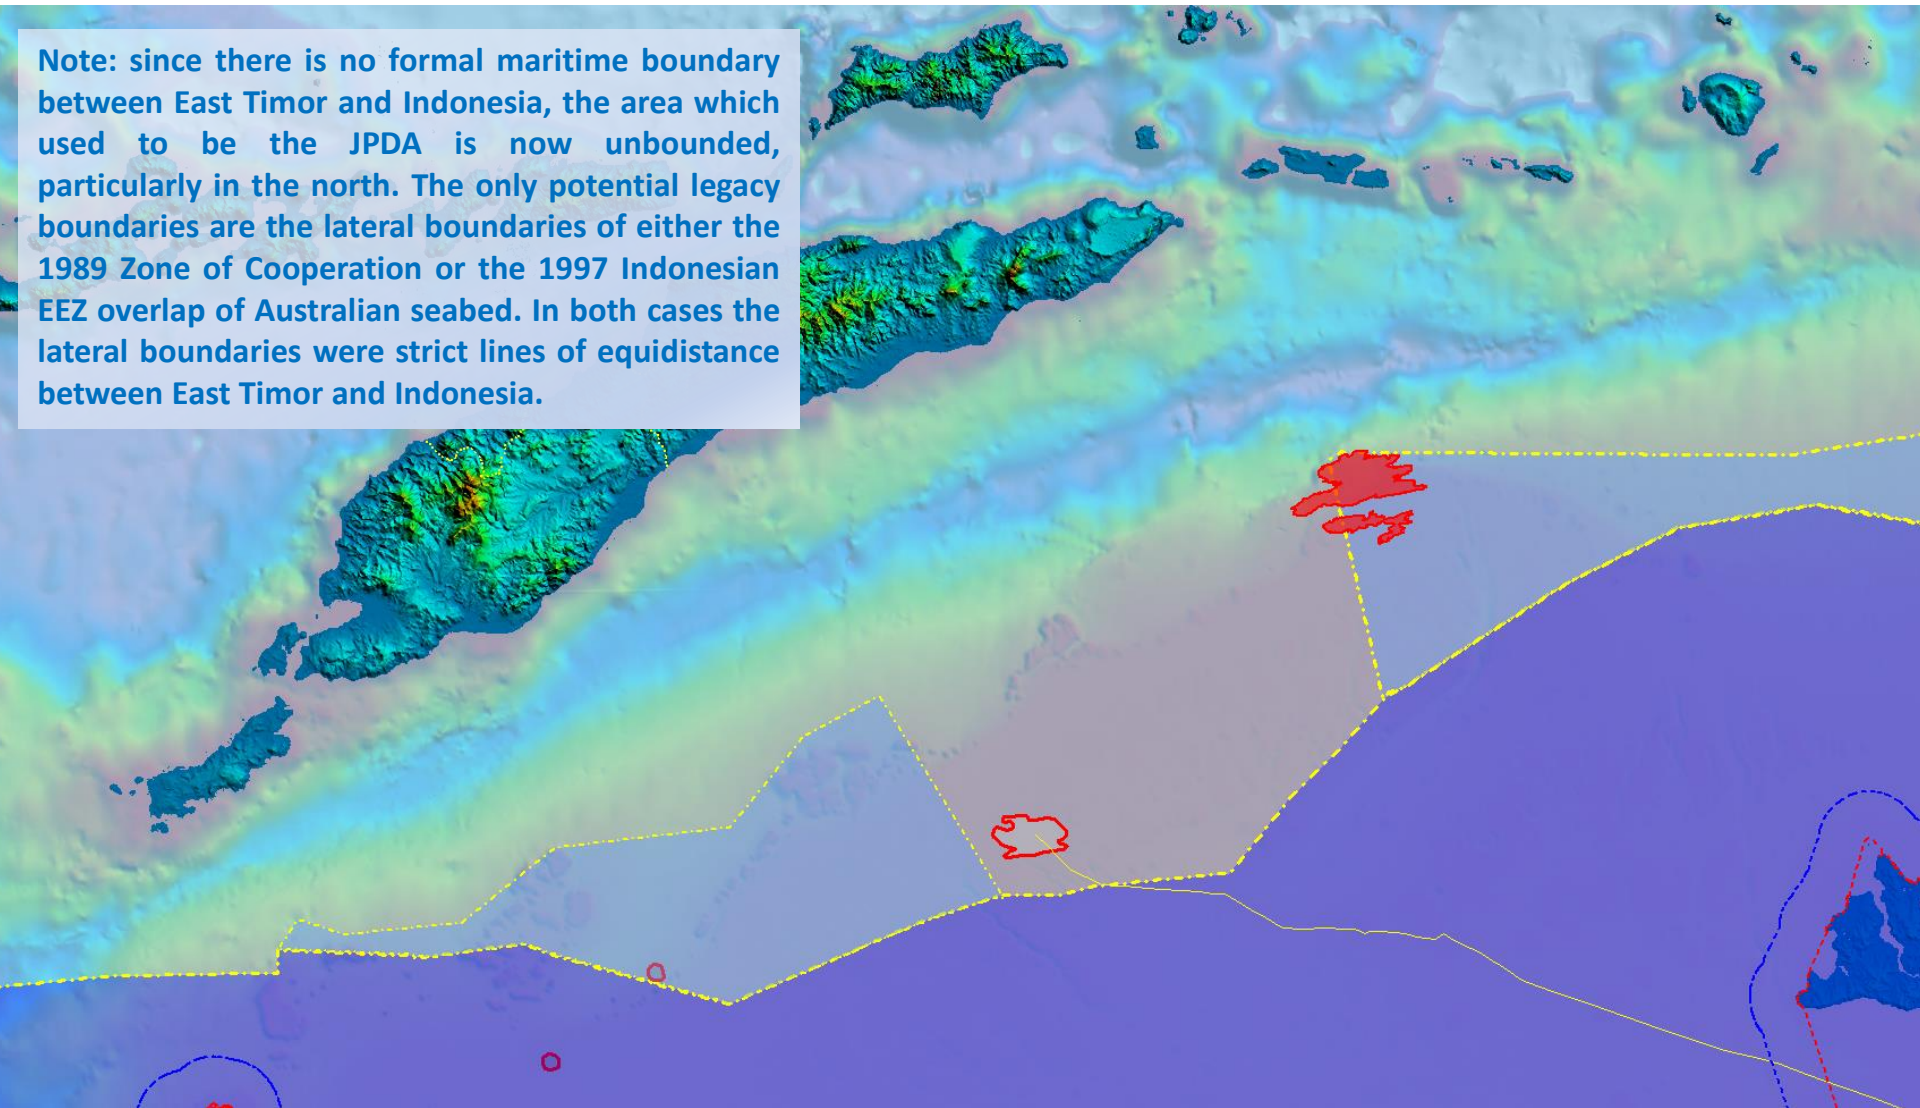 Note: since there is no formal maritime boundary
between East Timor and Indonesia, the area which
used to be the JPDA is now unbounded,
particularly in the north. The only potential legacy
boundaries are the lateral boundaries of either the
1989 Zone of Cooperation or the 1997 Indonesian
EEZ overlap of Australian seabed. In both cases the
lateral boundaries were strict lines of equidistance
between East Timor and Indonesia.